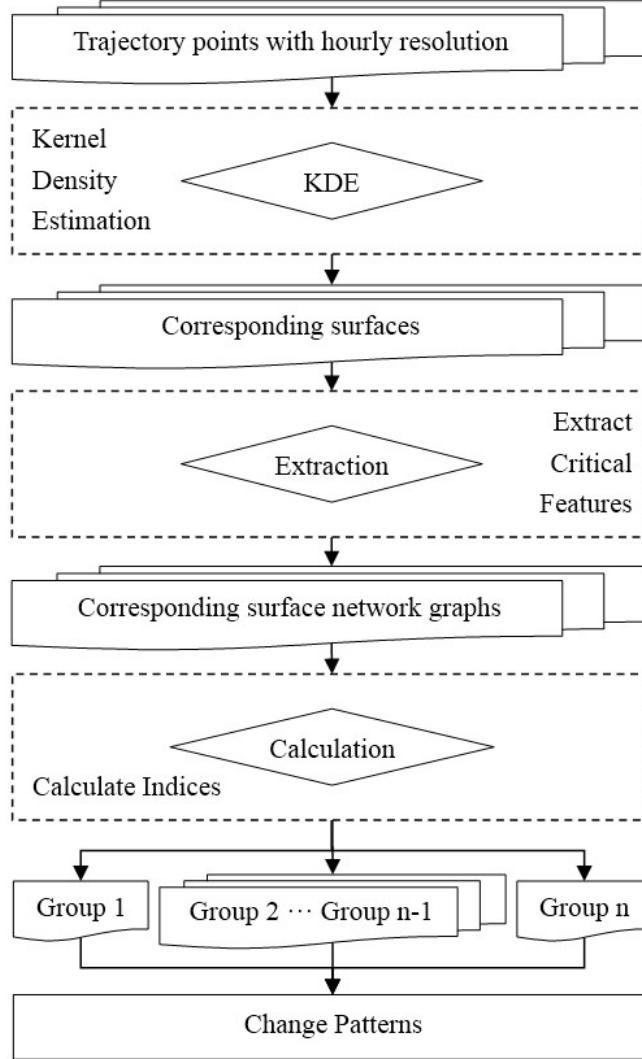 Trajectory points with hourly resolution
Kernel
Density
Estimation
KDE
Corresponding surfaces
Extraction
Extract
Critical
Features
Corresponding surface network graphs
Calculation
Calculate Indices
Group 1
Group 2 ··· Group n-1
Group n
Change Patterns